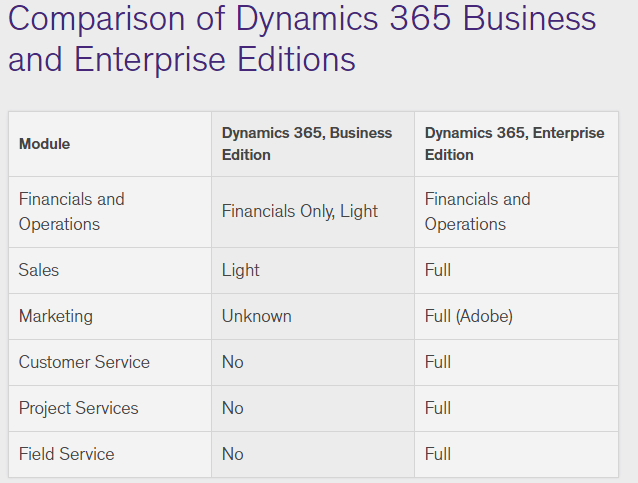 Comparison of Dynamics 365 Business
and Enterprise Editions
Module
Dynamics 365, Business
Edition
Dynamics 365, Enterprise
Edition
Financials and
Operations
Financials Only, Light
Financials and
Operations
Sales
Light
Full
Marketing
Unknown
Full (Adobe)
Customer Service
No
Full
Project Services
No
Full
Field Service
No
Full